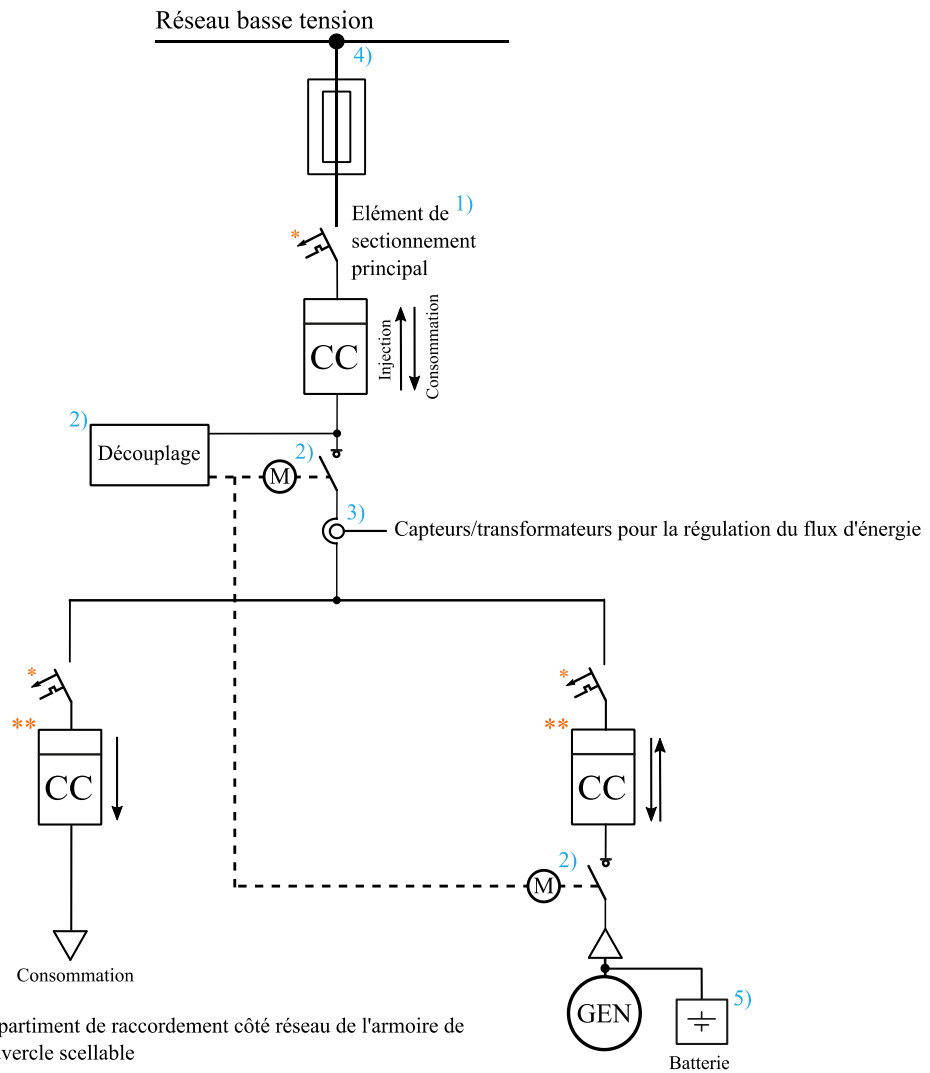 Réseau basse tension
4)
Elément de 1)
sectionnement
principal
*
CC
Injection
Consommation
2)
Découplage
2)
M
3)
Capteurs/transformateurs pour la régulation du flux d'énergie
*
*
**
**
CC
CC
2)
M
Consommation
GEN
5)
Batterie
partiment de raccordement côté réseau de l'armoire de
vercle scellable